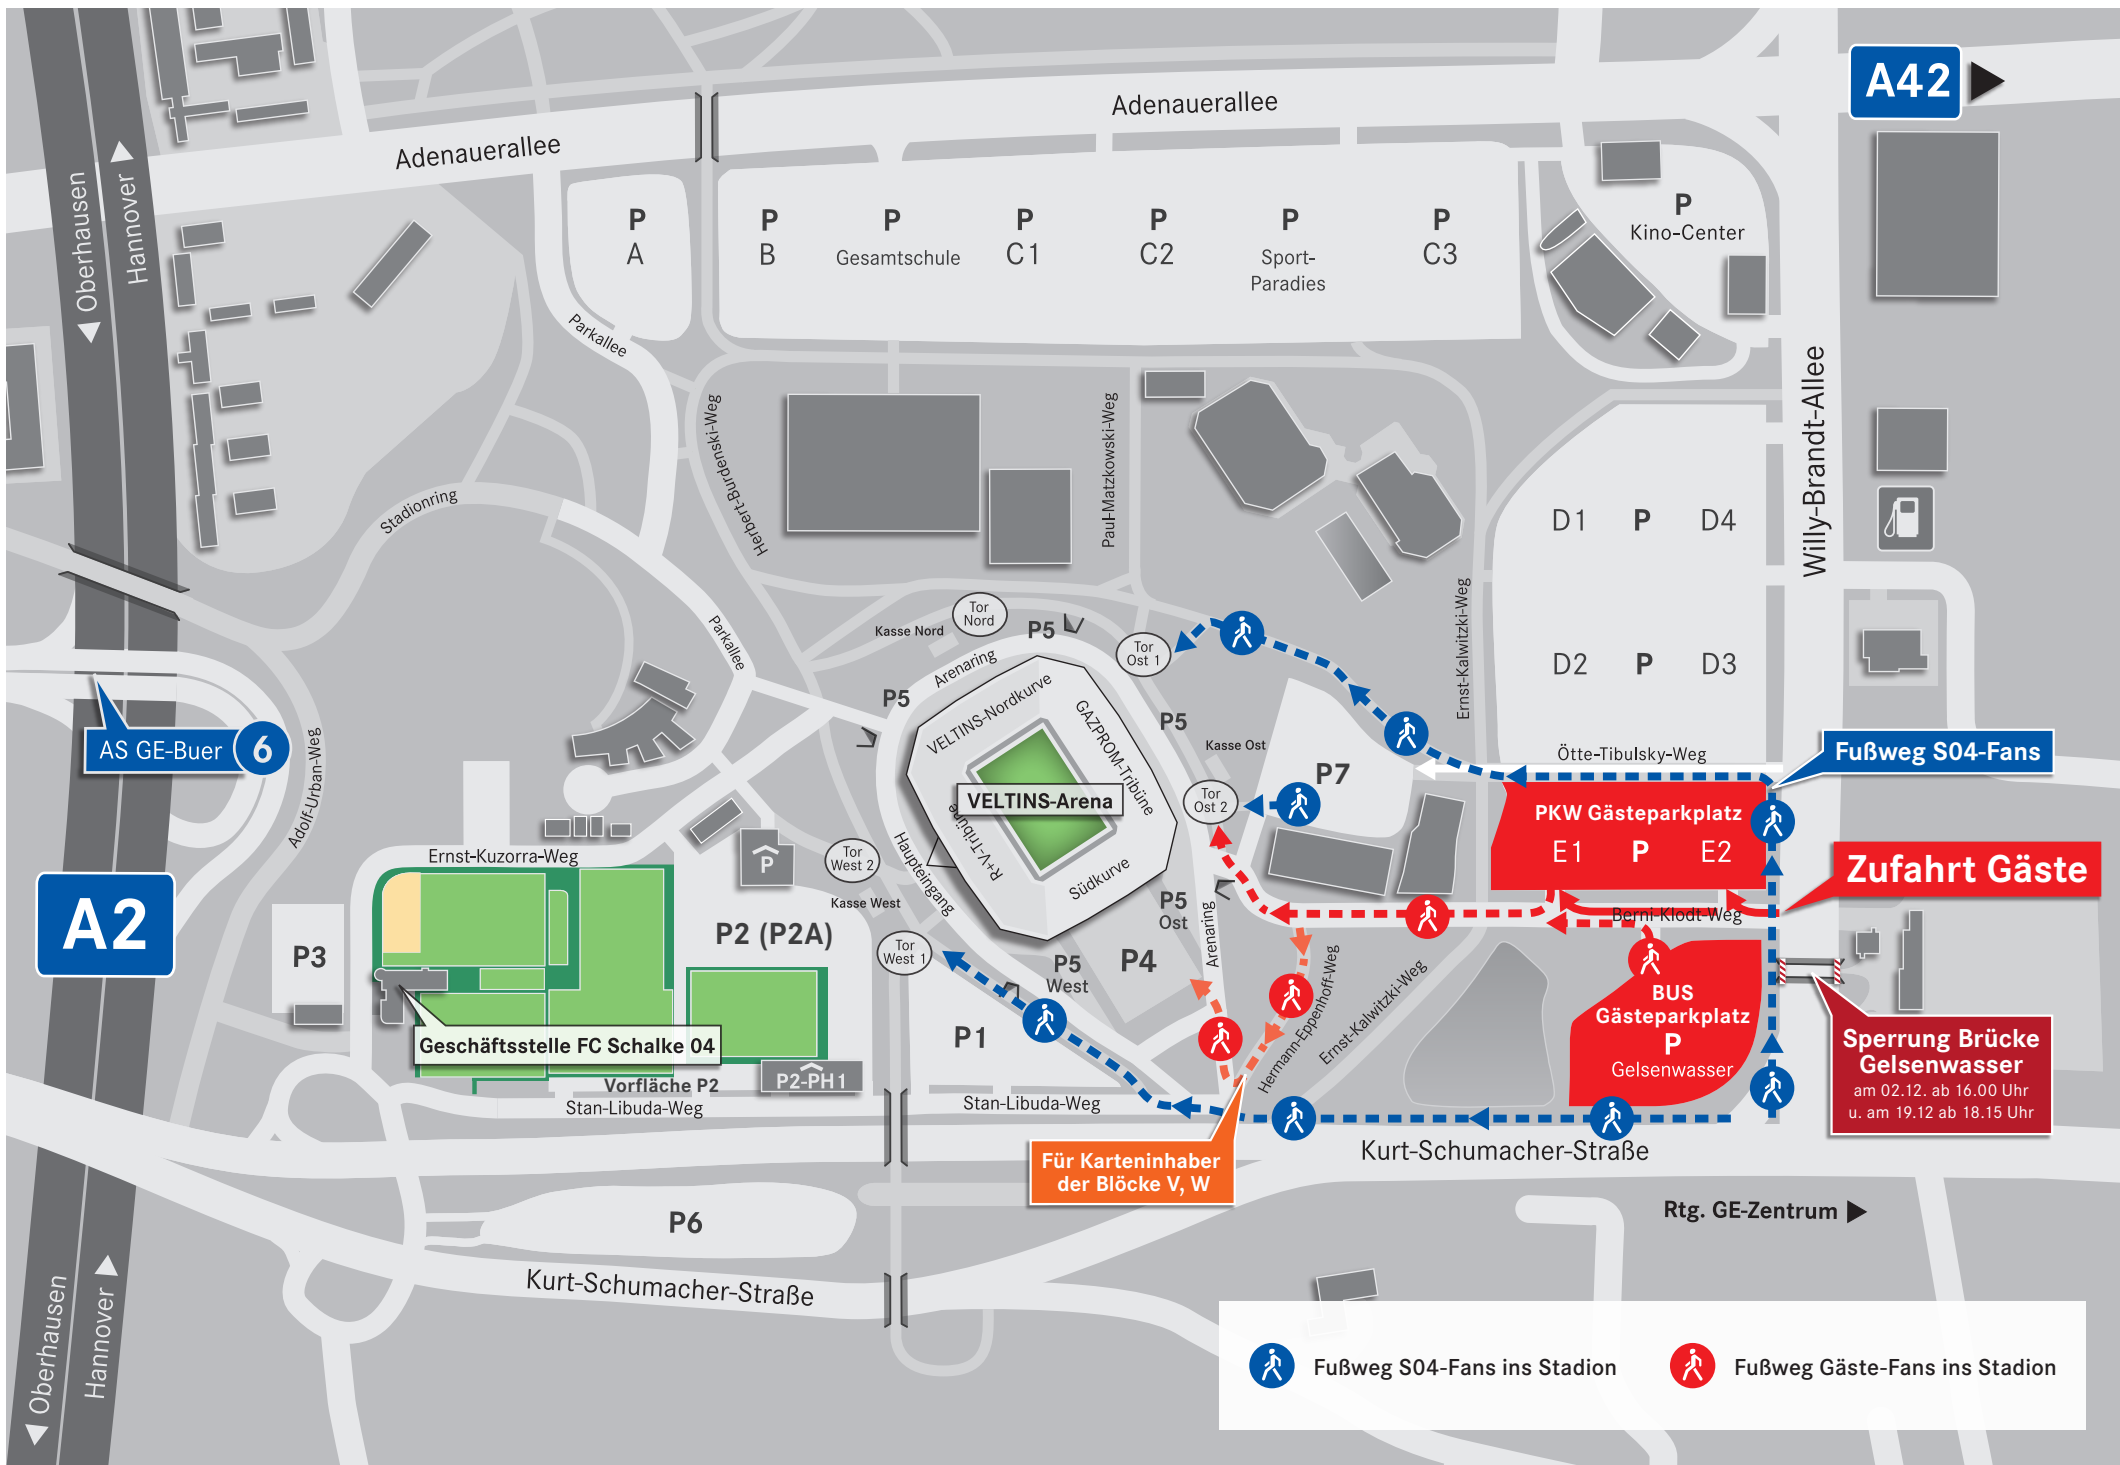 A42
Adenauerallee
Adenauerallee
Oberhausen
Hannover
P
A
P
B
P
Gesamtschule
P
C1
P
C2
P
Sport-
Paradies
P
C3
P
Kino-Center
Parkallee
Willy-Brandt-Allee
Herbert-Burdenski-Weg
Paul-Matzkowski-Weg
Stadionring
D1 P D4
Ernst-Kalwitzki-Weg
Tor
Nord
Kasse Nord
P5
Tor
Ost 1
Parkallee
Arenaring
D2 P D3
P5
VELTINS-Nordkurve
GAZPROM-Tribüne
P5
Kasse Ost
AS GE-Buer 6
Adolf-Urban-Weg
Ötte-Tibulsky-Weg
Fußweg S04-Fans
P7
VELTINS-Arena
Tor
Ost 2
PKW Gästeparkplatz
E1 P E2
R+V-Tribüne
Haupteingang
Südkurve
Ernst-Kuzorra-Weg
P
Tor
West 2
Kasse West
Zufahrt Gäste
P5
Ost
Berni-Klodt-Weg
A2
P3
P2 (P2A)
Tor
West 1
P5
West
P4
Arenaring
Hermann-Eppenhoff-Weg
Ernst-Kalwitzki-Weg
BUS
Gästeparkplatz
P
Gelsenwasser
Sperrung Brücke
Gelsenwasser
am 02.12. ab 16.00 Uhr
u. am 19.12 ab 18.15 Uhr
Geschäftsstelle FC Schalke 04
P1
P2-PH1
Vorfläche P2
Stan-Libuda-Weg
Stan-Libuda-Weg
Kurt-Schumacher-Straße
Für Karteninhaber
der Blöcke V, W
P6
Rtg. GE-Zentrum
Kurt-Schumacher-Straße
Oberhausen
Hannover
Fußweg S04-Fans ins Stadion
Fußweg Gäste-Fans ins Stadion